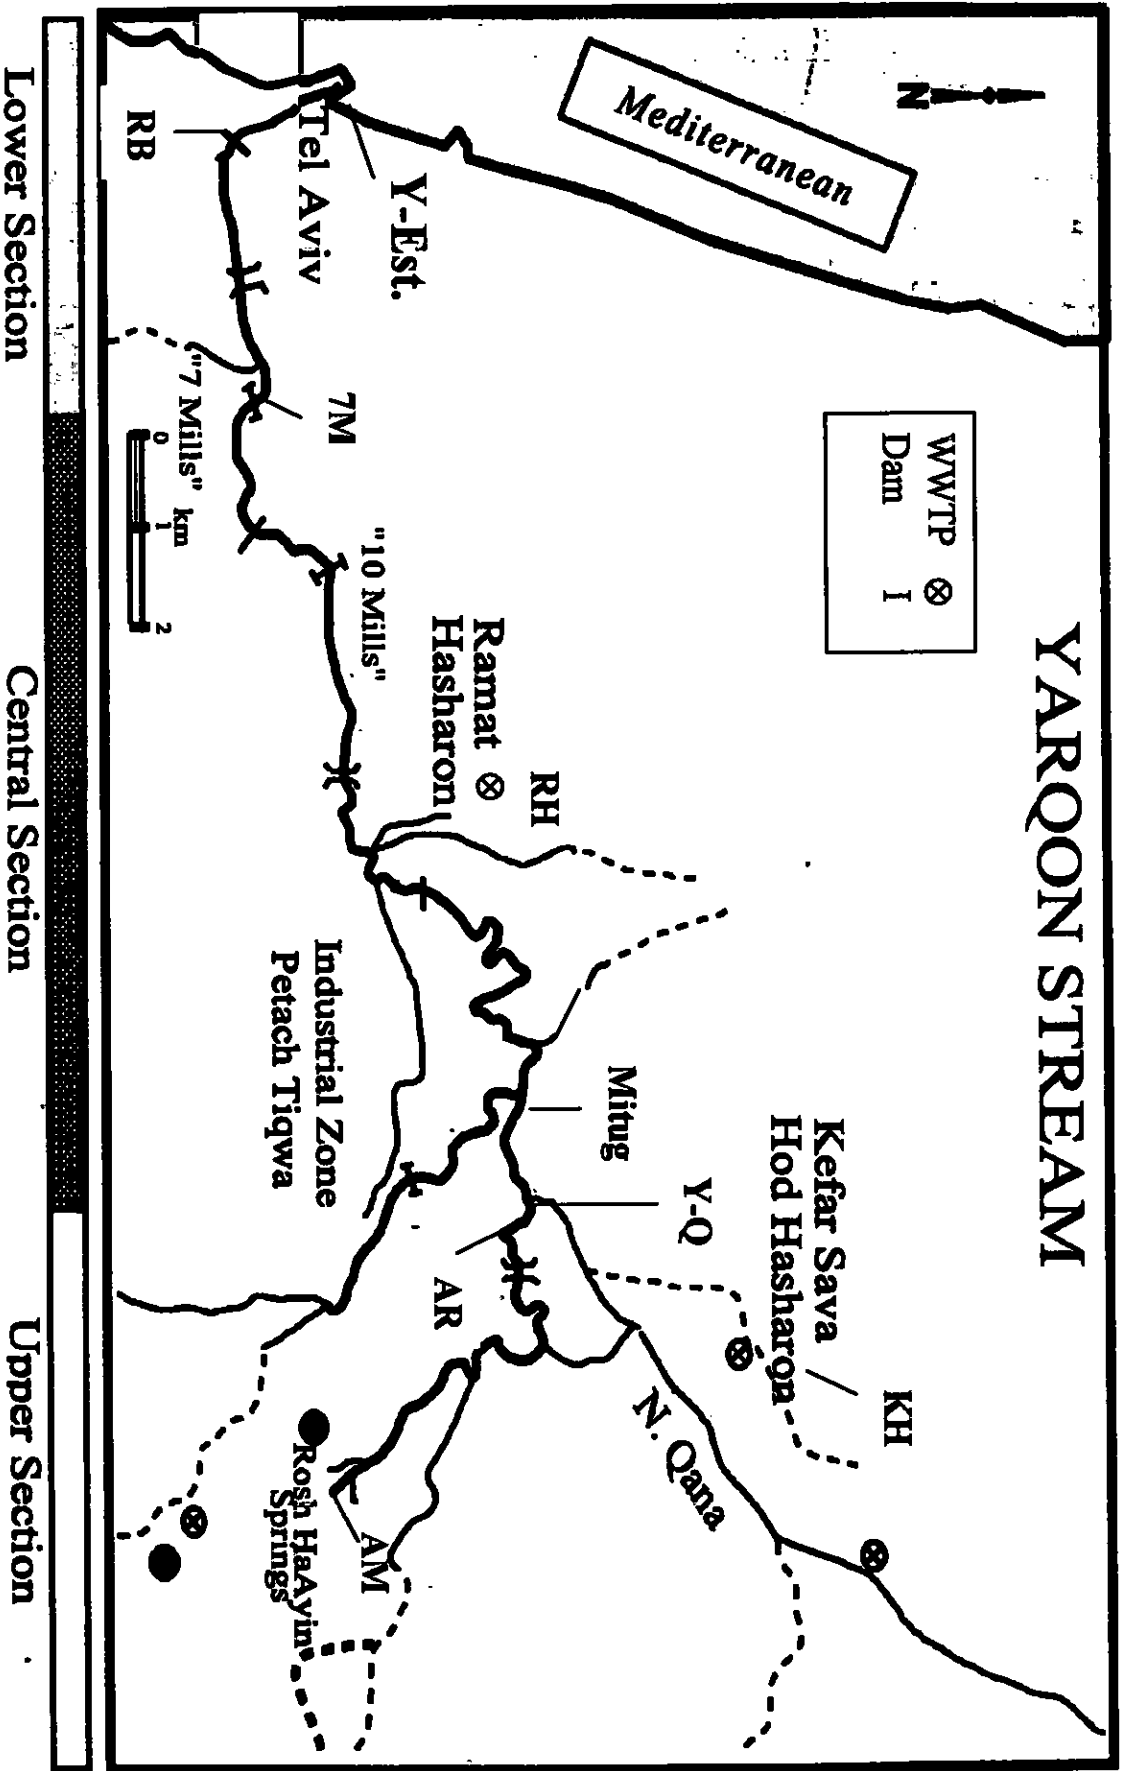 YARQON STREAM
N
Mediterranean
WWTP ⊗
Dam I
Kefar Sava
Hod Hasharon
KH
Y-Q
N. Qana
Mitug
RH
Ramat
Hasharon
"10 Mills"
Y-Est.
Tel Aviv
7M
RB
"7 Mills"
0 1 2
km
AR
AM
Industrial Zone
Petach Tiqwa
Rosh HaAyin
Springs
Lower Section
Central Section
Upper Section